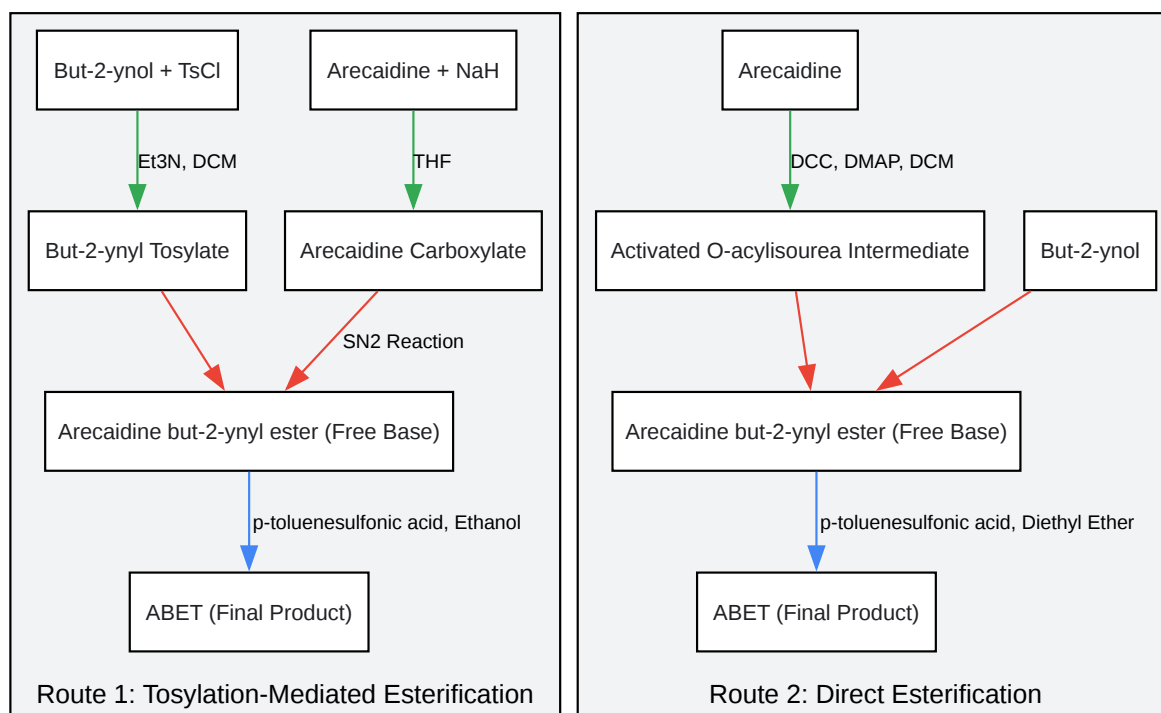 But-2-ynol + TsCl
Arecaidine + NaH
Et3N, DCM
THF
But-2-ynyl Tosylate
Arecaidine Carboxylate
SN2 Reaction
Arecaidine but-2-ynyl ester (Free Base)
p-toluenesulfonic acid, Ethanol
ABET (Final Product)
Route 1: Tosylation-Mediated Esterification
Arecaidine
DCC, DMAP, DCM
Activated O-acylisourea Intermediate
But-2-ynol
Arecaidine but-2-ynyl ester (Free Base)
p-toluenesulfonic acid, Diethyl Ether
ABET (Final Product)
Route 2: Direct Esterification